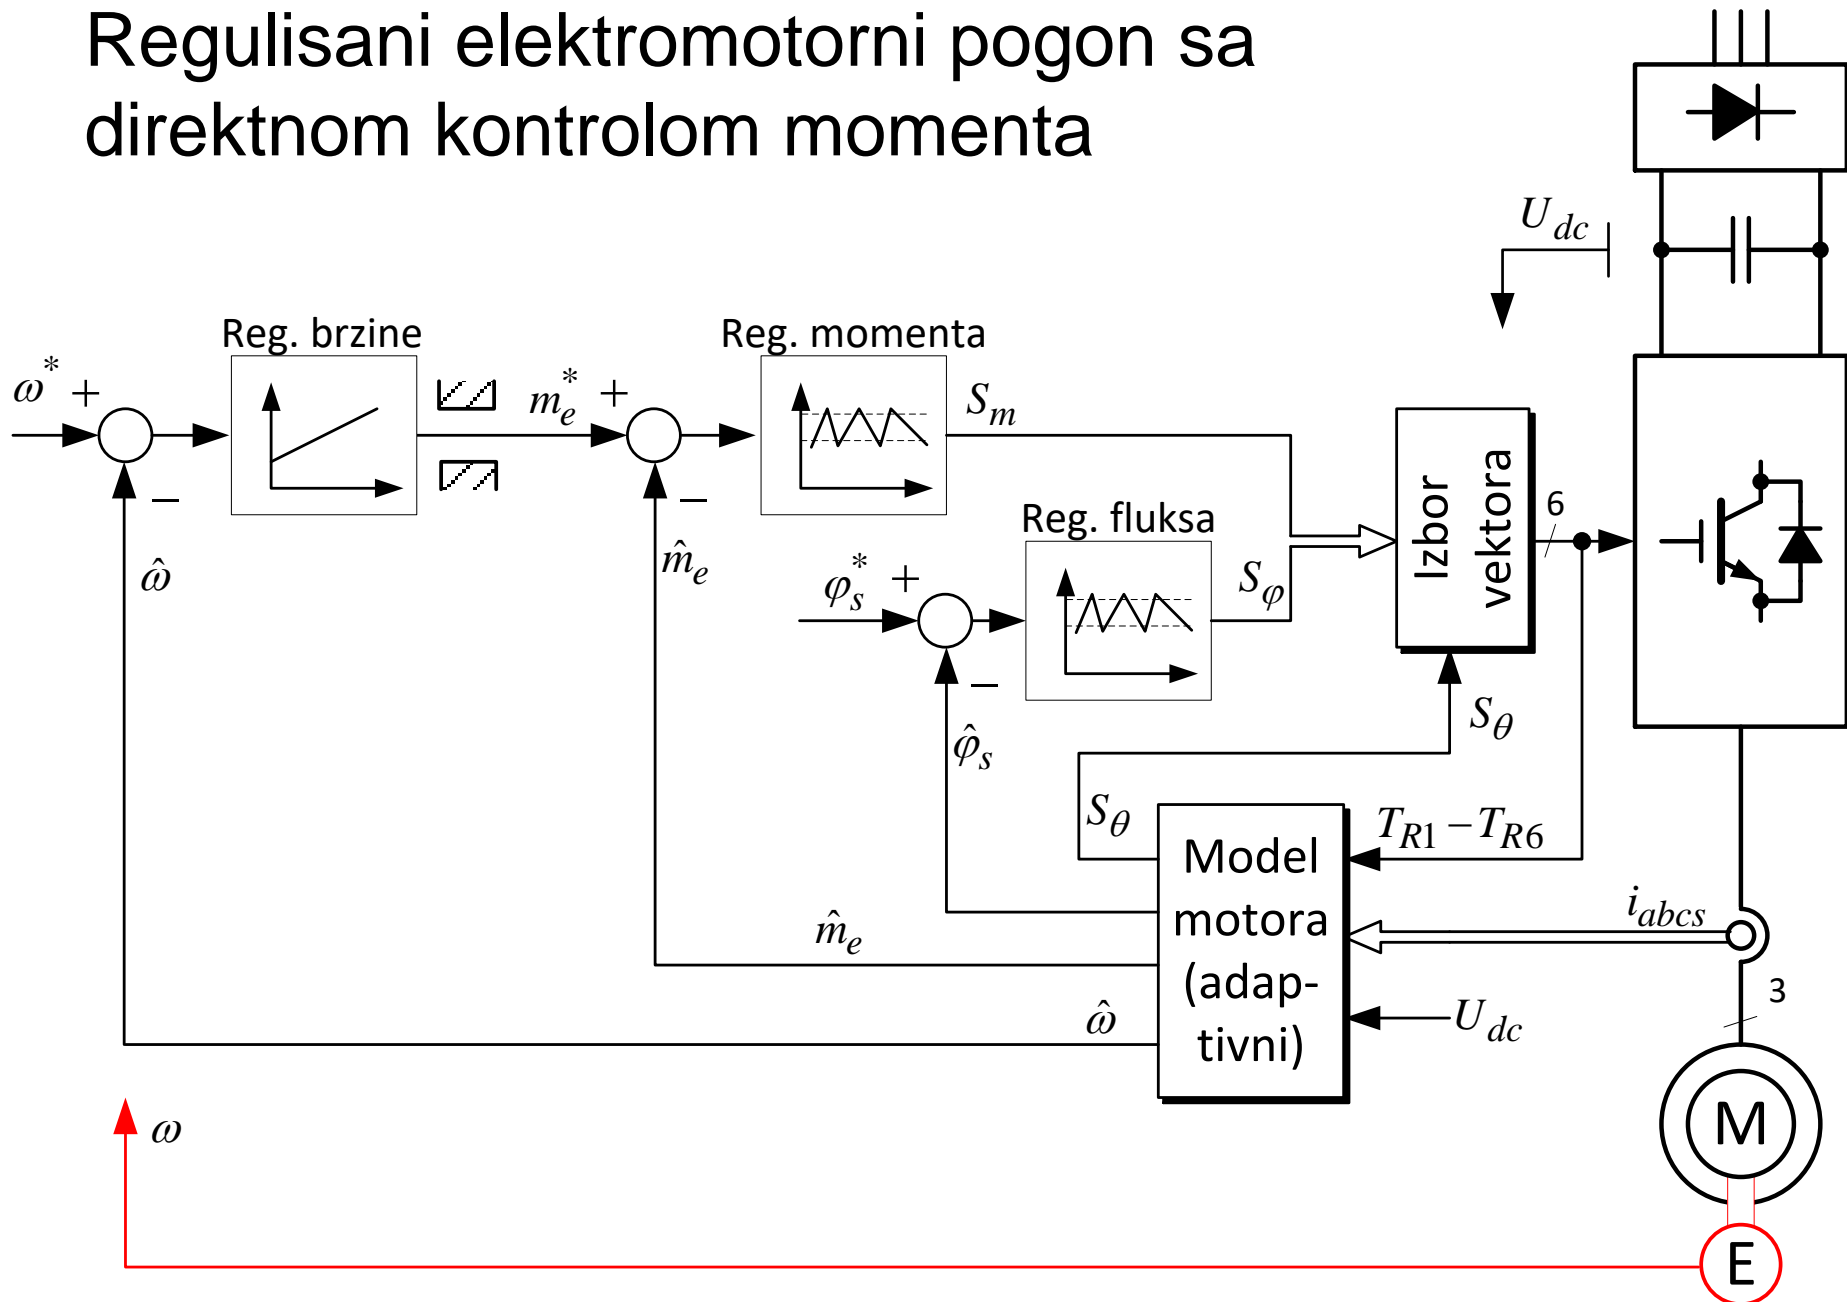 Regulisani elektromotorni pogon sa
direktnom kontrolom momenta
U_dc
Reg. brzine
Reg. momenta
ω* +
m_e* +
S_m
−
−
Reg. fluksa
Izbor
vektora
6
ω̂
m̂_e
φ_s* +
S_φ
−
φ̂_s
S_θ
S_θ
T_R1 − T_R6
Model
motora
(adap-
tivni)
i_abcs
m̂_e
3
ω̂
U_dc
ω
M
E